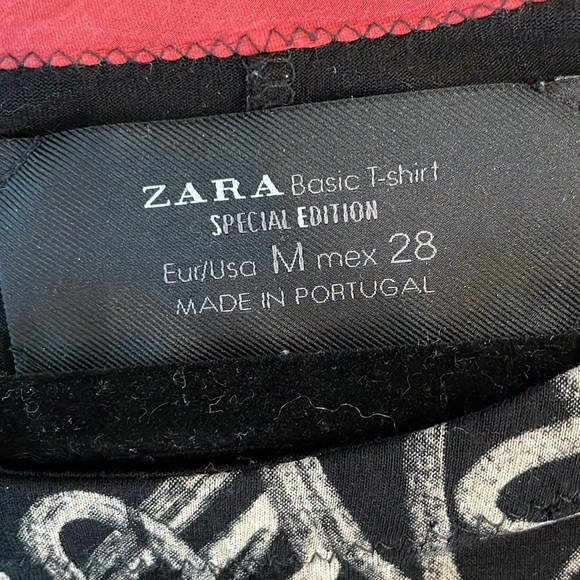 ZARA Basic T-shirt
SPECIAL EDITION
Eur/Usa M mex 28
MADE IN PORTUGAL